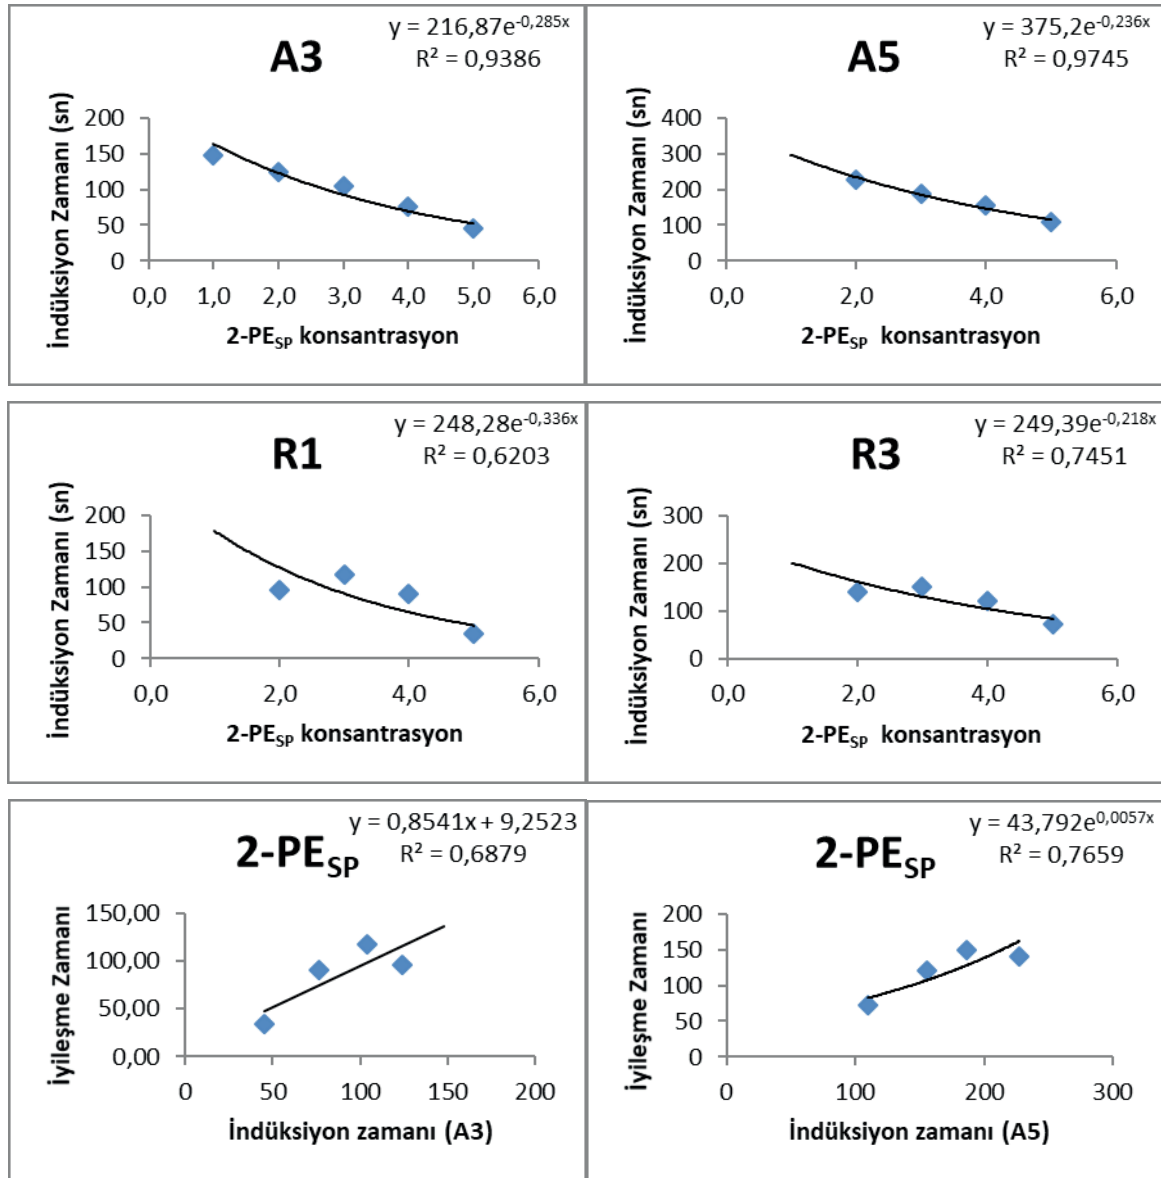 y = 216,87e^-0,285x
R² = 0,9386
A3
İndüksiyon Zamanı (sn)
200
150
100
50
0
0,0 1,0 2,0 3,0 4,0 5,0 6,0
2-PE_SP konsantrasyon
y = 375,2e^-0,236x
R² = 0,9745
A5
İndüksiyon Zamanı (sn)
400
300
200
100
0
0,0 2,0 4,0 6,0
2-PE_SP konsantrasyon
y = 248,28e^-0,336x
R² = 0,6203
R1
İndüksiyon Zamanı (sn)
200
150
100
50
0
0,0 2,0 4,0 6,0
2-PE_SP konsantrasyon
y = 249,39e^-0,218x
R² = 0,7451
R3
İndüksiyon Zamanı (sn)
300
200
100
0
0,0 2,0 4,0 6,0
2-PE_SP konsantrasyon
y = 0,8541x + 9,2523
R² = 0,6879
2-PE_SP
İyileşme Zamanı
150,00
100,00
50,00
0,00
0 50 100 150 200
İndüksiyon zamanı (A3)
y = 43,792e^0,0057x
R² = 0,7659
2-PE_SP
İyileşme Zamanı
200
150
100
50
0
0 100 200 300
İndüksiyon zamanı (A5)